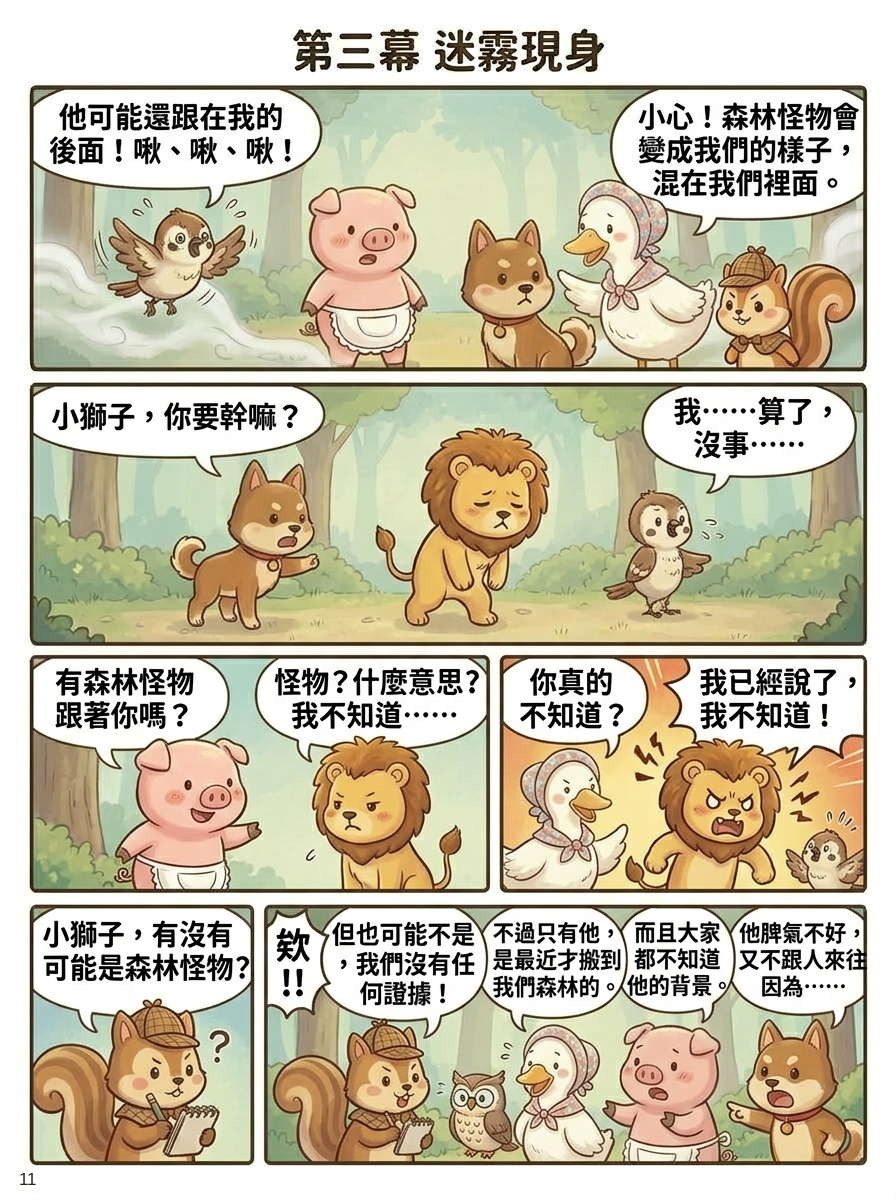 第三幕 迷霧現身
他可能還跟在我的
後面！啾、啾、啾！
小心！森林怪物會
變成我們的樣子，
混在我們裡面。
小獅子，你要幹嘛？
我……算了，
沒事……
有森林怪物
跟著你嗎？
怪物？什麼意思？
我不知道……
你真的
不知道？
我已經說了，
我不知道！
小獅子，有沒有
可能是森林怪物？
欸!!
但也可能不是
，我們沒有任
何證據！
不過只有他，
是最近才搬到
我們森林的。
而且大家
都不知道
他的背景。
他脾氣不好，
又不跟人來往
因為……
?
11